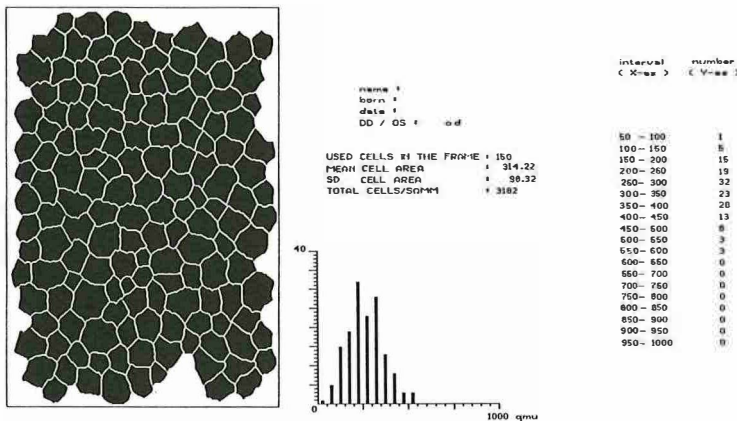 name :
born :
date :
DD / OS : od
USED CELLS IN THE FRAME : 150
MEAN CELL AREA : 314.22
SD CELL AREA : 98.32
TOTAL CELLS/SQMM : 3182
40
0
1000 qmu
interval number
( X-as ) ( Y-as )
50 - 100 1
100 - 150 5
150 - 200 15
200 - 250 19
250 - 300 32
300 - 350 23
350 - 400 28
400 - 450 13
450 - 500 8
500 - 550 3
550 - 600 3
600 - 650 0
650 - 700 0
700 - 750 0
750 - 800 0
800 - 850 0
850 - 900 0
900 - 950 0
950 - 1000 0